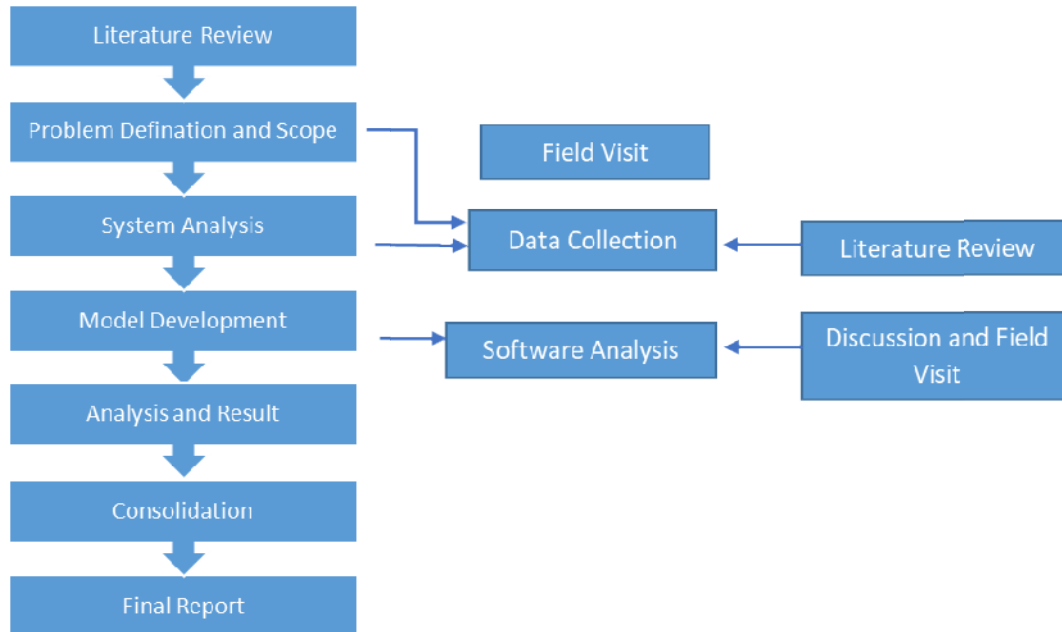 Literature Review
Problem Defination and Scope
System Analysis
Model Development
Analysis and Result
Consolidation
Final Report
Field Visit
Data Collection
Software Analysis
Literature Review
Discussion and Field
Visit